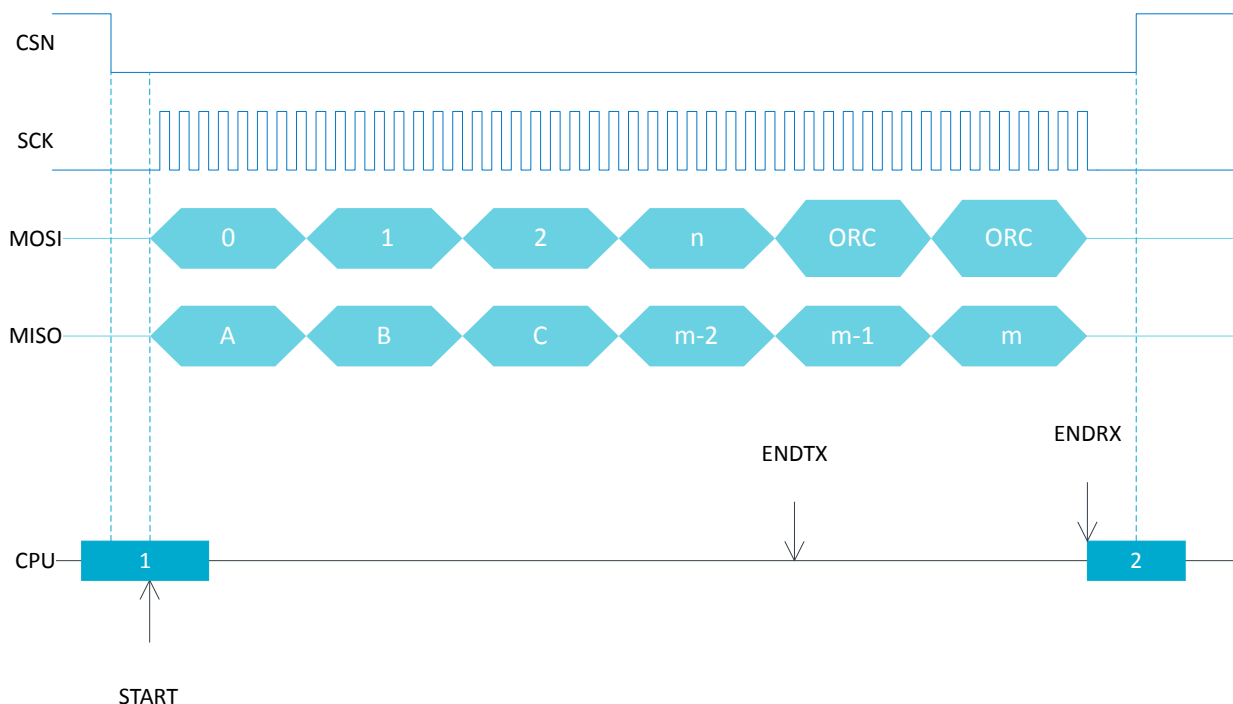 CSN
SCK
MOSI 0 1 2 n ORC ORC
MISO A B C m-2 m-1 m
ENDRX
ENDTX
CPU 1 2
START